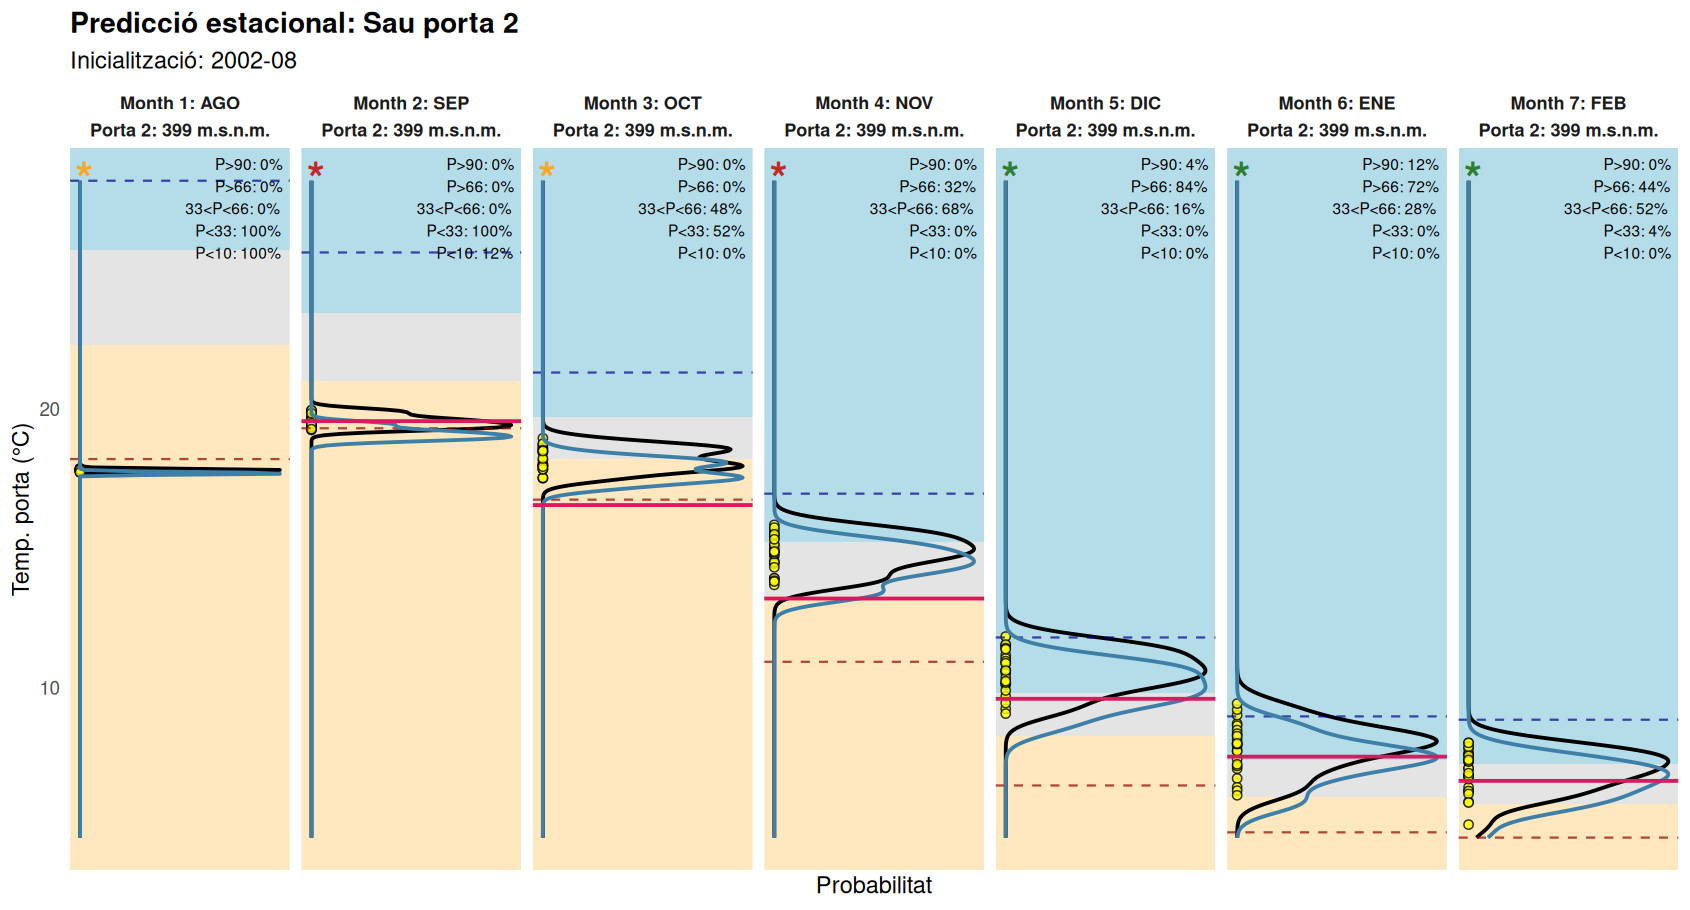 Predicció estacional: Sau porta 2
Inicialització: 2002-08
Month 1: AGO
Porta 2: 399 m.s.n.m.
Month 2: SEP
Porta 2: 399 m.s.n.m.
Month 3: OCT
Porta 2: 399 m.s.n.m.
Month 4: NOV
Porta 2: 399 m.s.n.m.
Month 5: DIC
Porta 2: 399 m.s.n.m.
Month 6: ENE
Porta 2: 399 m.s.n.m.
Month 7: FEB
Porta 2: 399 m.s.n.m.
*
P>90: 0%
P>66: 0%
33<P<66: 0%
P<33: 100%
P<10: 100%
*
P>90: 0%
P>66: 0%
33<P<66: 0%
P<33: 100%
P<10: 12%
*
P>90: 0%
P>66: 0%
33<P<66: 48%
P<33: 52%
P<10: 0%
*
P>90: 0%
P>66: 32%
33<P<66: 68%
P<33: 0%
P<10: 0%
*
P>90: 4%
P>66: 84%
33<P<66: 16%
P<33: 0%
P<10: 0%
*
P>90: 12%
P>66: 72%
33<P<66: 28%
P<33: 0%
P<10: 0%
*
P>90: 0%
P>66: 44%
33<P<66: 52%
P<33: 4%
P<10: 0%
20
10
Temp. porta (°C)
Probabilitat